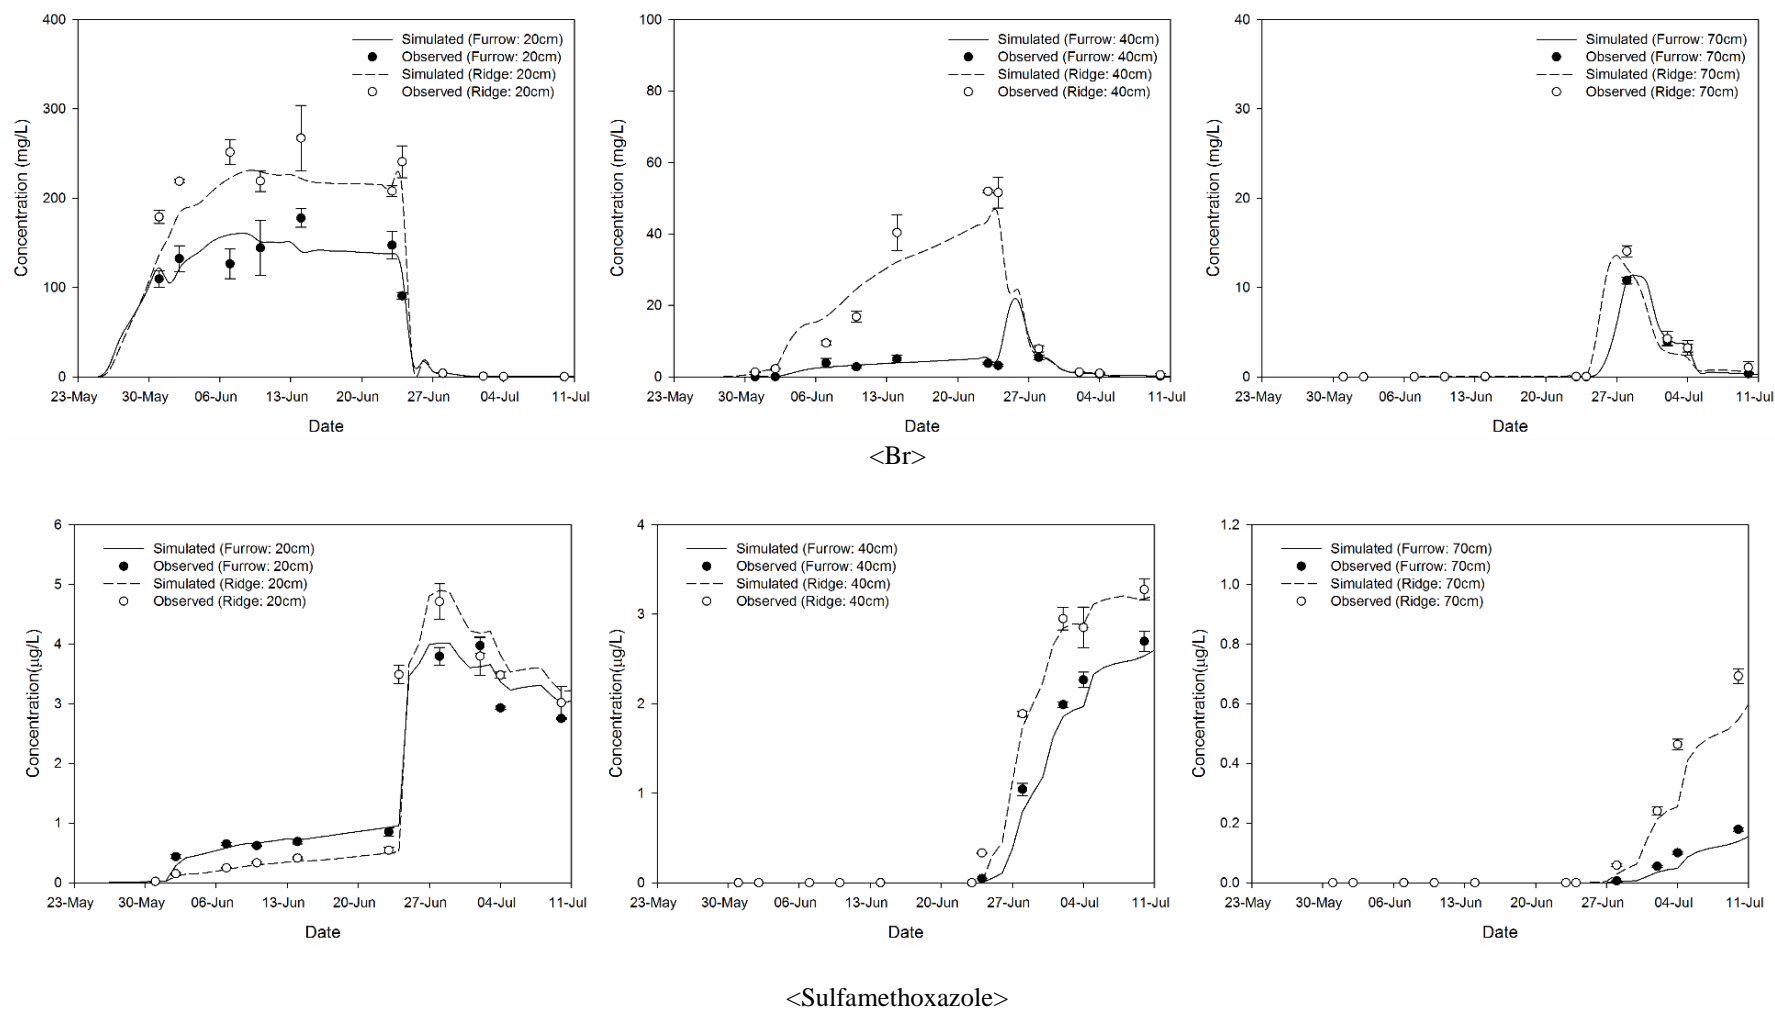 400
300
200
100
0
Concentration (mg/L)
Simulated (Furrow: 20cm)
Observed (Furrow: 20cm)
Simulated (Ridge: 20cm)
Observed (Ridge: 20cm)
23-May 30-May 06-Jun 13-Jun 20-Jun 27-Jun 04-Jul 11-Jul
Date
100
80
60
40
20
0
Concentration (mg/L)
Simulated (Furrow: 40cm)
Observed (Furrow: 40cm)
Simulated (Ridge: 40cm)
Observed (Ridge: 40cm)
23-May 30-May 06-Jun 13-Jun 20-Jun 27-Jun 04-Jul 11-Jul
Date
40
30
20
10
0
Concentration (mg/L)
Simulated (Furrow: 70cm)
Observed (Furrow: 70cm)
Simulated (Ridge: 70cm)
Observed (Ridge: 70cm)
23-May 30-May 06-Jun 13-Jun 20-Jun 27-Jun 04-Jul 11-Jul
Date
<Br>
6
5
4
3
2
1
0
Concentration(µg/L)
Simulated (Furrow: 20cm)
Observed (Furrow: 20cm)
Simulated (Ridge: 20cm)
Observed (Ridge: 20cm)
23-May 30-May 06-Jun 13-Jun 20-Jun 27-Jun 04-Jul 11-Jul
Date
4
3
2
1
0
Concentration(µg/L)
Simulated (Furrow: 40cm)
Observed (Furrow: 40cm)
Simulated (Ridge: 40cm)
Observed (Ridge: 40cm)
23-May 30-May 06-Jun 13-Jun 20-Jun 27-Jun 04-Jul 11-Jul
Date
1.2
1.0
0.8
0.6
0.4
0.2
0.0
Concentration(µg/L)
Simulated (Furrow: 70cm)
Observed (Furrow: 70cm)
Simulated (Ridge: 70cm)
Observed (Ridge: 70cm)
23-May 30-May 06-Jun 13-Jun 20-Jun 27-Jun 04-Jul 11-Jul
Date
<Sulfamethoxazole>